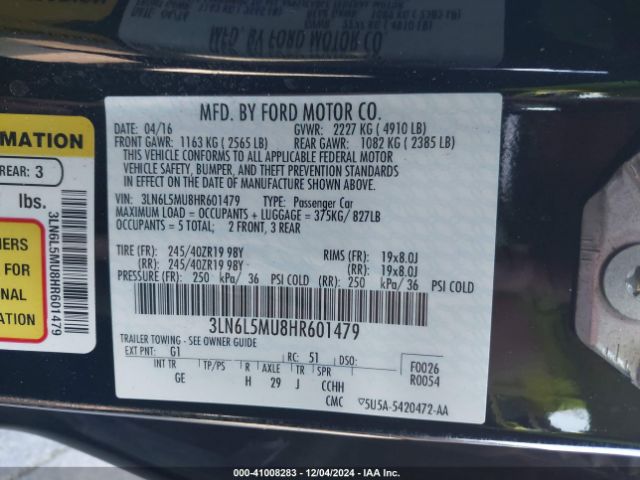 MFD. BY FORD MOTOR CO.
DATE: 04/16 GVWR: 2227 KG ( 4910 LB)
FRONT GAWR: 1163 KG ( 2565 LB) REAR GAWR: 1082 KG ( 2385 LB)
THIS VEHICLE CONFORMS TO ALL APPLICABLE FEDERAL MOTOR
VEHICLE SAFETY, BUMPER, AND THEFT PREVENTION STANDARDS
IN EFFECT ON THE DATE OF MANUFACTURE SHOWN ABOVE.
VIN: 3LN6L5MU8HR601479 TYPE: Passenger Car
MAXIMUM LOAD = OCCUPANTS + LUGGAGE = 375KG/ 827LB
OCCUPANTS = 5 TOTAL; 2 FRONT, 3 REAR
TIRE (FR): 245/40ZR19 98Y RIMS (FR): 19x8.0J
(RR): 245/40ZR19 98Y (RR): 19x8.0J
PRESSURE (FR): 250 kPa/ 36 PSI COLD (RR): 250 kPa/ 36 PSI COLD
3LN6L5MU8HR601479
TRAILER TOWING - SEE OWNER GUIDE
EXT PNT: G1 RC: 51 DSO: F0026
INT TR TP/PS R AXLE TR SPR R0054
GE H 29 J CCHH
CMC 5U5A-5420472-AA
RMATION
REAR: 3
lbs.
3LN6L5MU8HR601479
FOR
ONAL
000-41008283 - 12/04/2024 - IAA Inc.